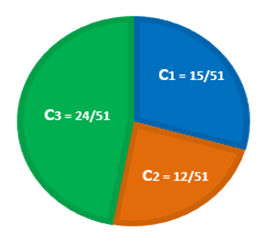 C1 = 15/51
C3 = 24/51
C2 = 12/51